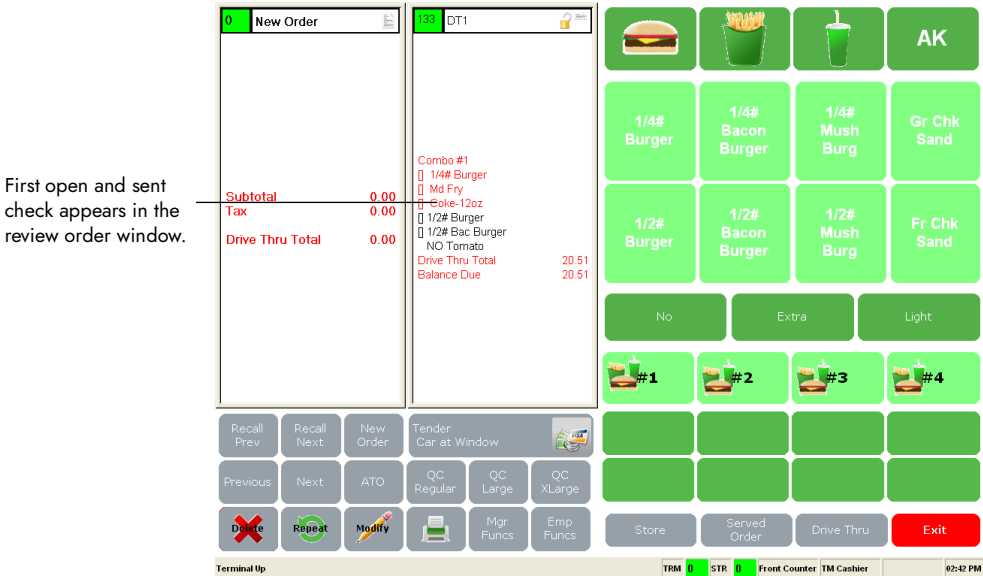 First open and sent
check appears in the
review order window.
0 New Order
Subtotal 0.00
Tax 0.00
Drive Thru Total 0.00
133 DT1
Combo #1
[] 1/4# Burger
[] Md Fry
[] Coke-12oz
[] 1/2# Burger
[] 1/2# Bac Burger
NO Tomato
Drive Thru Total 20.51
Balance Due 20.51
AK
1/4#
Burger
1/4#
Bacon
Burger
1/4#
Mush
Burg
Gr Chk
Sand
1/2#
Burger
1/2#
Bacon
Burger
1/2#
Mush
Burg
Fr Chk
Sand
No
Extra
Light
#1
#2
#3
#4
Recall
Prev
Recall
Next
New
Order
Tender
Car at Window
Previous
Next
ATO
QC
Regular
QC
Large
QC
XLarge
Delete
Repeat
Modify
Mgr
Funcs
Emp
Funcs
Store
Served
Order
Drive Thru
Exit
Terminal Up
TRM 0 STR 0 Front Counter TM Cashier 02:42 PM